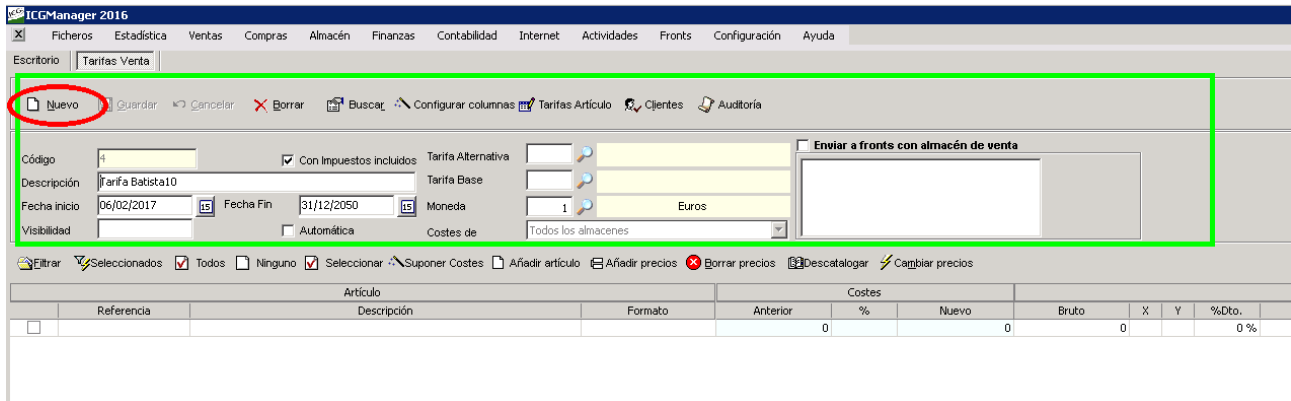 ICGManager 2016
X Ficheros Estadística Ventas Compras Almacén Finanzas Contabilidad Internet Actividades Fronts Configuración Ayuda
Escritorio Tarifas Venta
Nuevo Guardar Cancelar Borrar Buscar Configurar columnas Tarifas Artículo Clientes Auditoría
Código 4 Con Impuestos incluidos Tarifa Alternativa Enviar a fronts con almacén de venta
Descripción Tarifa Batista10 Tarifa Base
Fecha inicio 06/02/2017 15 Fecha Fin 31/12/2050 15 Moneda 1 Euros
Visibilidad Automática Costes de Todos los almacenes
Filtrar Seleccionados Todos Ninguno Seleccionar Suponer Costes Añadir artículo Añadir precios Borrar precios Descatalogar Cambiar precios
Artículo Costes
Referencia Descripción Formato Anterior % Nuevo Bruto X Y %Dto.
0 0 0 0 %